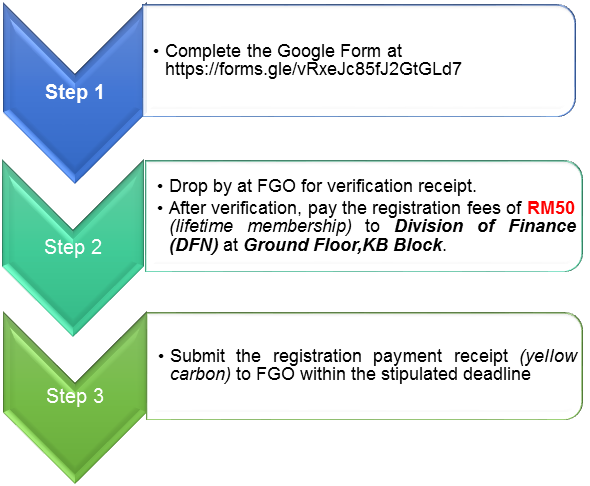 Step 1
• Complete the Google Form at
https://forms.gle/vRxeJc85fJ2GtGLd7
Step 2
• Drop by at FGO for verification receipt.
• After verification, pay the registration fees of RM50
(lifetime membership) to Division of Finance
(DFN) at Ground Floor,KB Block.
Step 3
• Submit the registration payment receipt (yellow
carbon) to FGO within the stipulated deadline